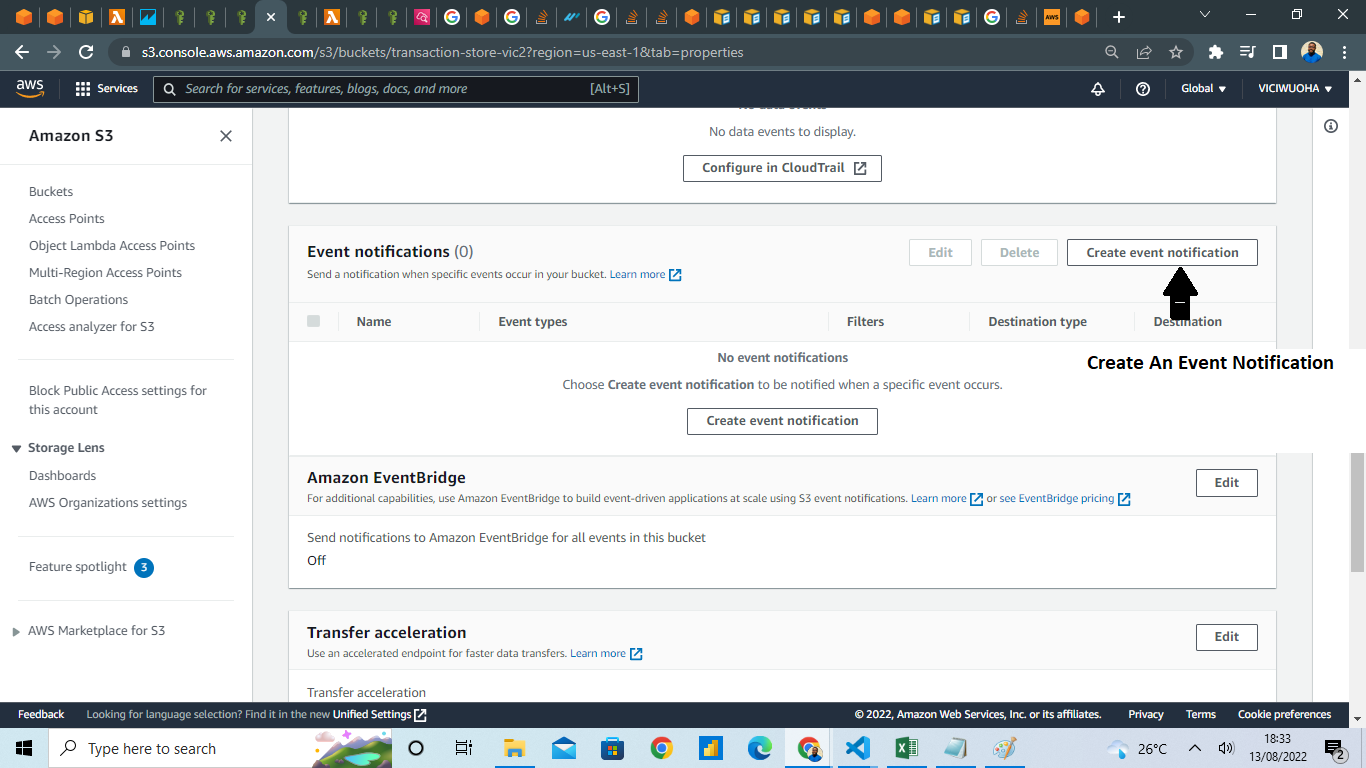 s3.console.aws.amazon.com/s3/buckets/transaction-store-vic2?region=us-east-1&tab=properties
aws
Services
Search for services, features, blogs, docs, and more
[Alt+S]
Global
VICIWUOHA
Amazon S3
Buckets
Access Points
Object Lambda Access Points
Multi-Region Access Points
Batch Operations
Access analyzer for S3
Block Public Access settings for
this account
Storage Lens
Dashboards
AWS Organizations settings
Feature spotlight 3
AWS Marketplace for S3
No data events
No data events to display.
Configure in CloudTrail
Event notifications (0)
Send a notification when specific events occur in your bucket. Learn more
Edit
Delete
Create event notification
Name
Event types
Filters
Destination type
Destination
No event notifications
Choose Create event notification to be notified when a specific event occurs.
Create event notification
Create An Event Notification
Amazon EventBridge
For additional capabilities, use Amazon EventBridge to build event-driven applications at scale using S3 event notifications. Learn more or see EventBridge pricing
Edit
Send notifications to Amazon EventBridge for all events in this bucket
Off
Transfer acceleration
Use an accelerated endpoint for faster data transfers. Learn more
Edit
Transfer acceleration
Feedback
Looking for language selection? Find it in the new Unified Settings
© 2022, Amazon Web Services, Inc. or its affiliates.
Privacy
Terms
Cookie preferences
Type here to search
26°C
18:33
13/08/2022
2